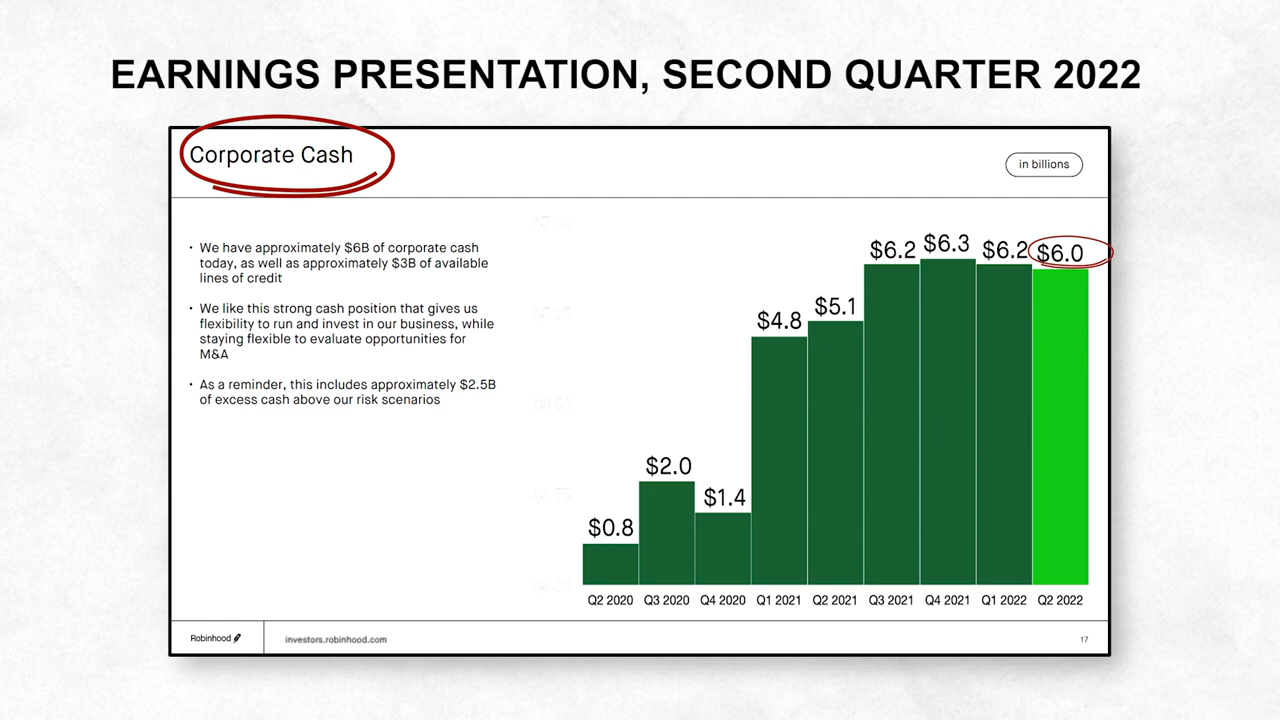 EARNINGS PRESENTATION, SECOND QUARTER 2022
Corporate Cash
in billions
• We have approximately $6B of corporate cash
today, as well as approximately $3B of available
lines of credit
• We like this strong cash position that gives us
flexibility to run and invest in our business, while
staying flexible to evaluate opportunities for
M&A
• As a reminder, this includes approximately $2.5B
of excess cash above our risk scenarios
$0.8 $2.0 $1.4 $4.8 $5.1 $6.2 $6.3 $6.2 $6.0
Q2 2020 Q3 2020 Q4 2020 Q1 2021 Q2 2021 Q3 2021 Q4 2021 Q1 2022 Q2 2022
Robinhood investors.robinhood.com 17